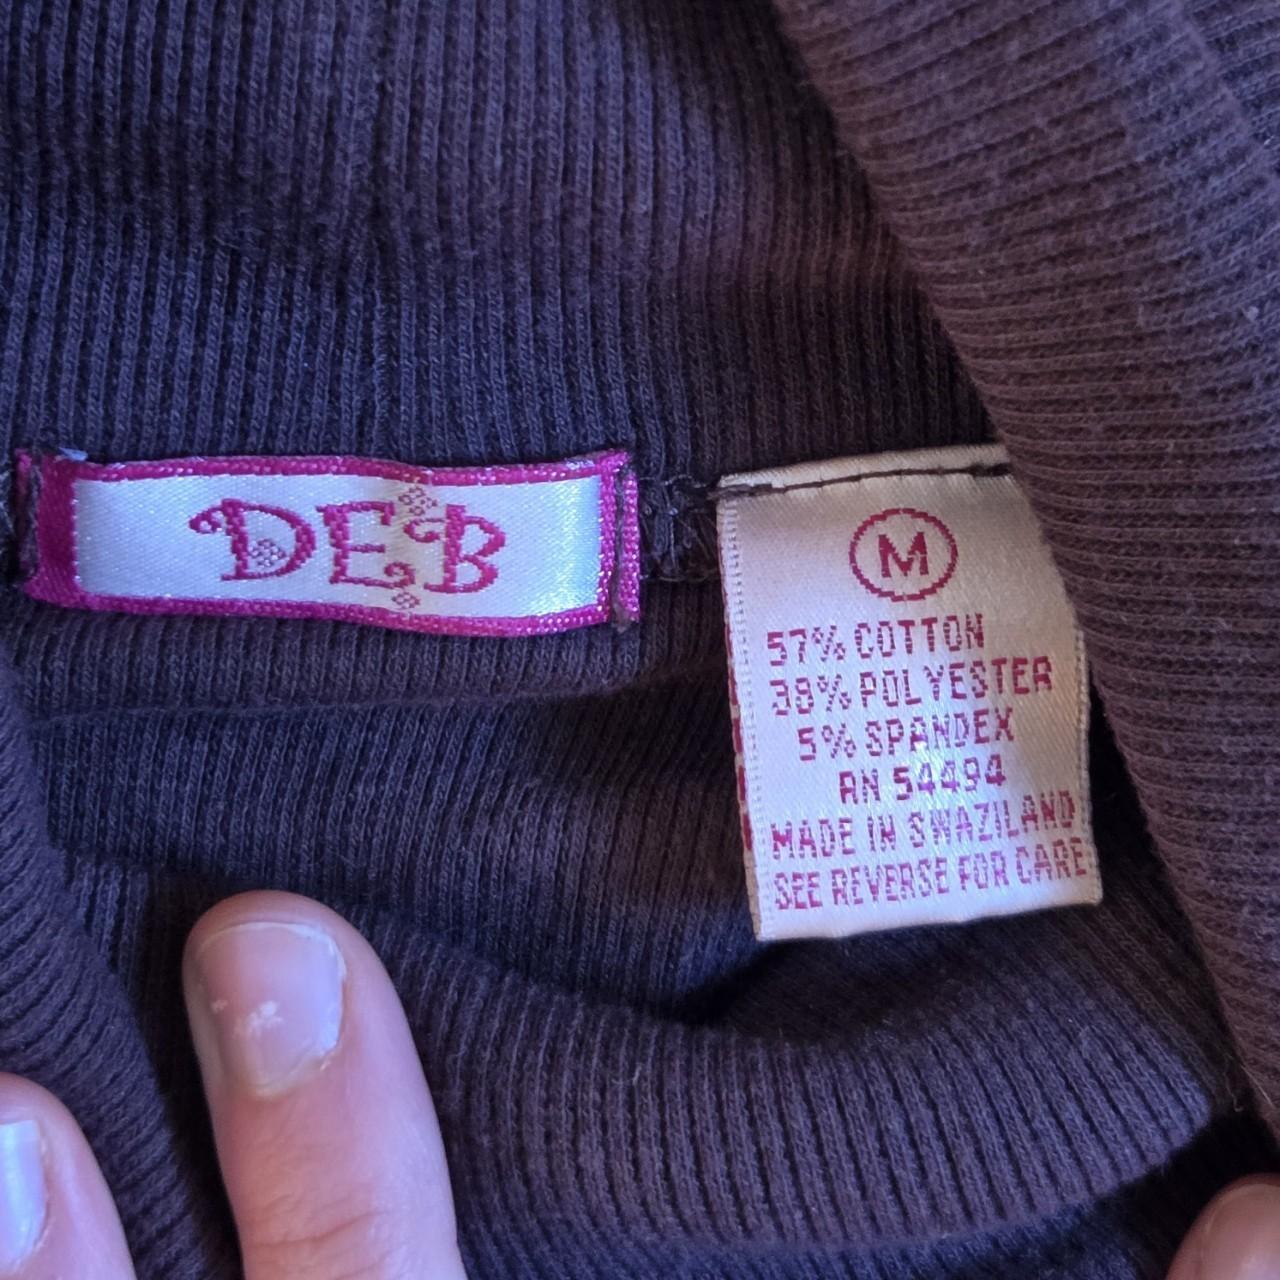 DEB
M
57% COTTON
38% POLYESTER
5% SPANDEX
RN 54494
MADE IN SWAZILAND
SEE REVERSE FOR CARE